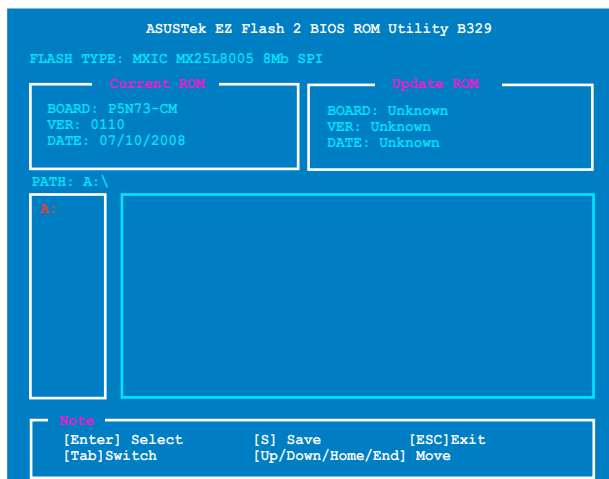 ASUSTek EZ Flash 2 BIOS ROM Utility B329
FLASH TYPE: MXIC MX25L8005 8Mb SPI
Current ROM
BOARD: P5N73-CM
VER: 0110
DATE: 07/10/2008
Update ROM
BOARD: Unknown
VER: Unknown
DATE: Unknown
PATH: A:\
A:
Note
[Enter] Select [S] Save [ESC]Exit
[Tab]Switch [Up/Down/Home/End] Move